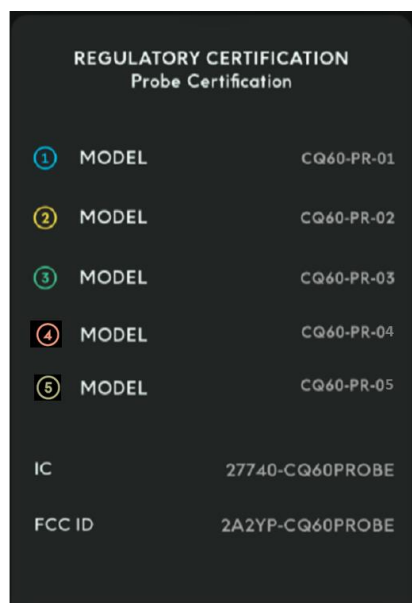 REGULATORY CERTIFICATION
Probe Certification
1 MODEL CQ60-PR-01
2 MODEL CQ60-PR-02
3 MODEL CQ60-PR-03
4 MODEL CQ60-PR-04
5 MODEL CQ60-PR-05
IC 27740-CQ60PROBE
FCC ID 2A2YP-CQ60PROBE